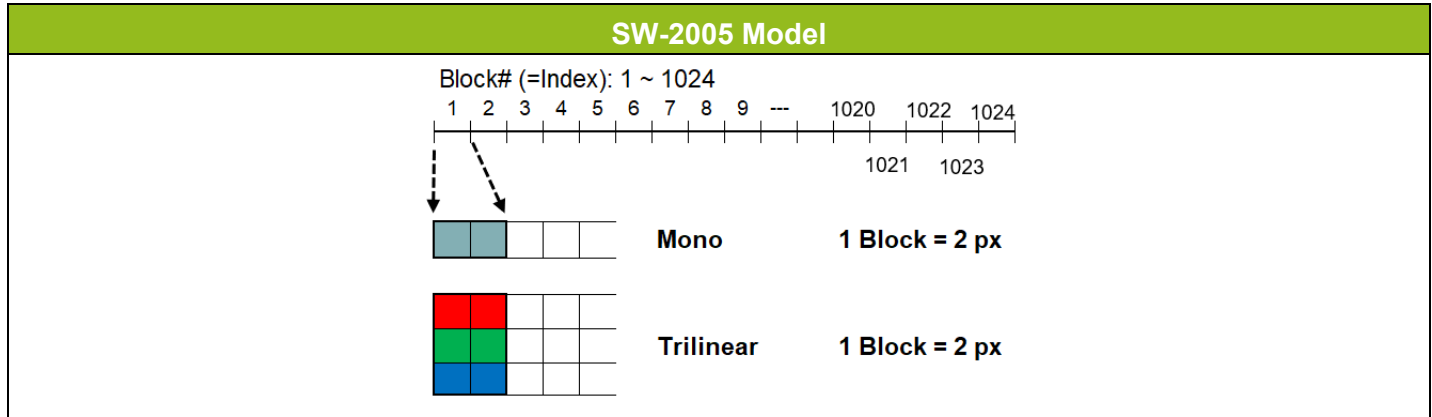 SW-2005 Model
Block# (=Index): 1 ~ 1024
1 2 3 4 5 6 7 8 9 --- 1020 1022 1024
1021 1023
Mono 1 Block = 2 px
Trilinear 1 Block = 2 px